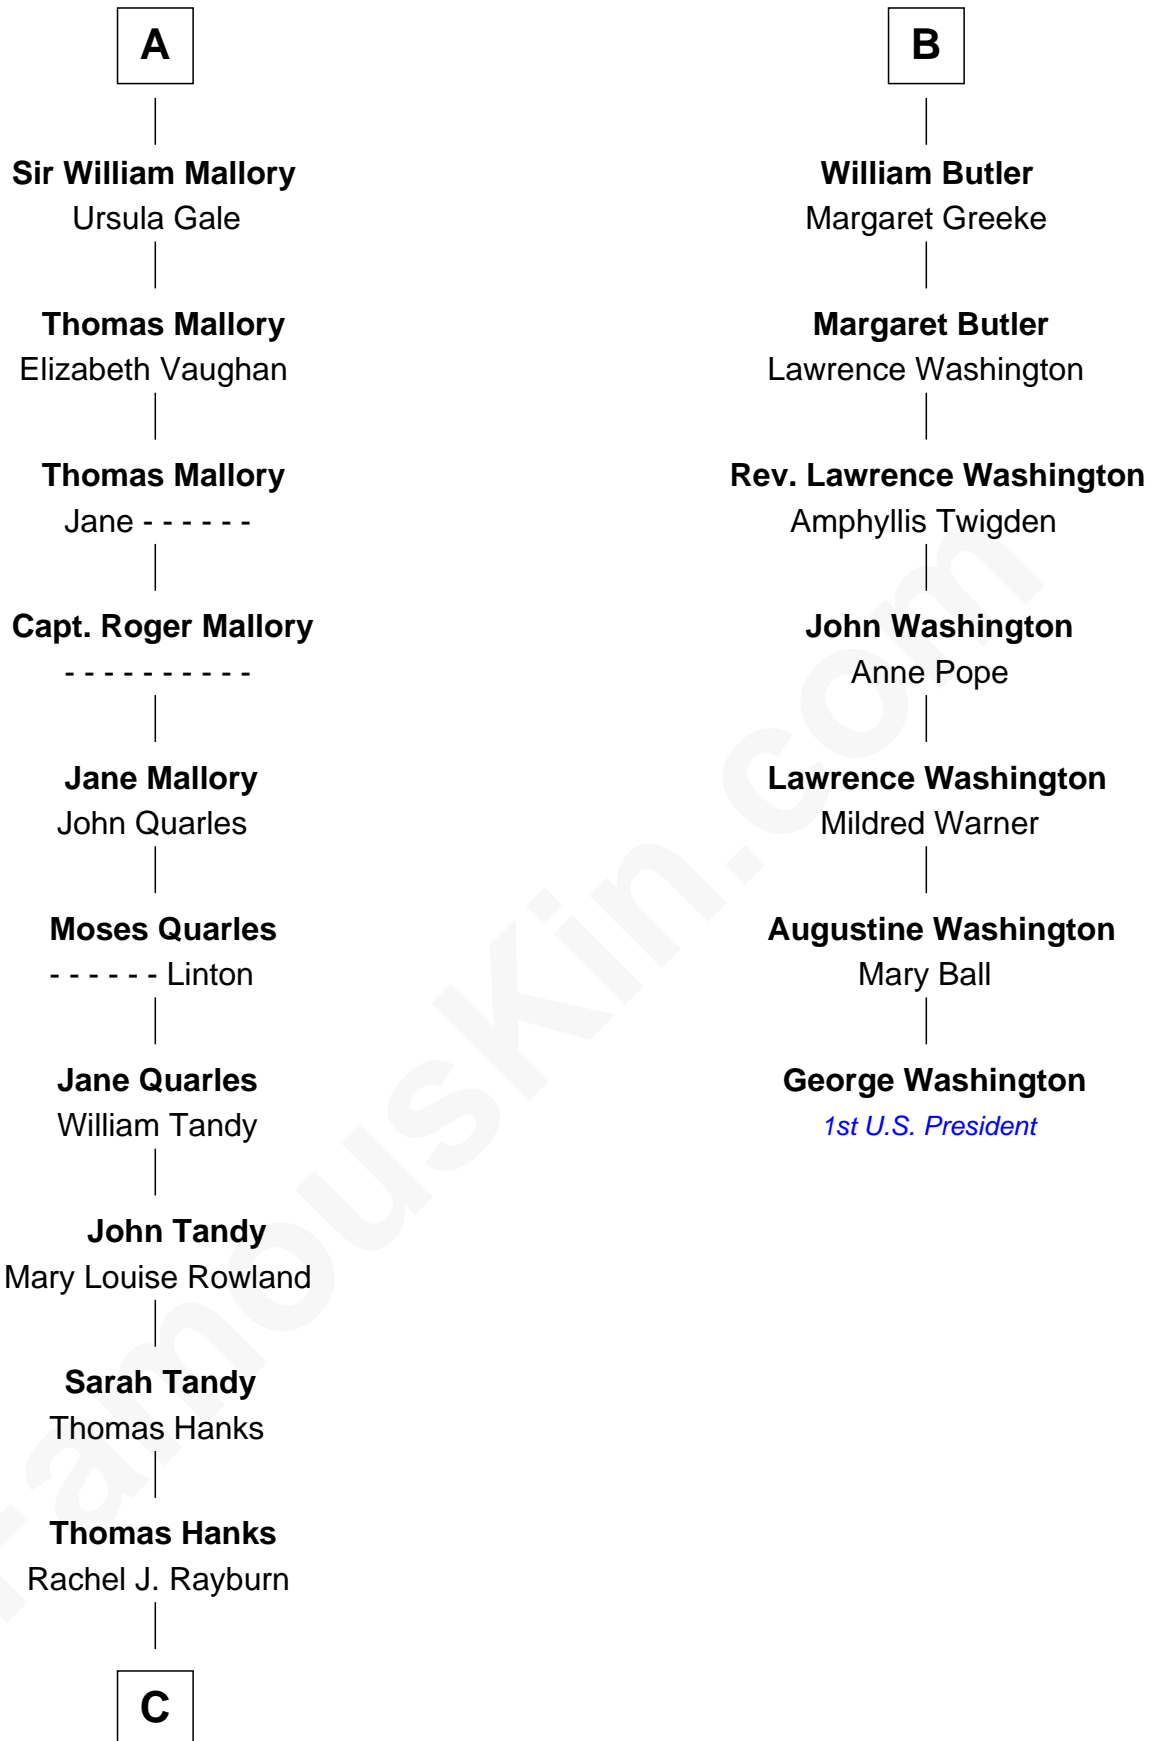 A
Sir William Mallory
Ursula Gale
Thomas Mallory
Elizabeth Vaughan
Thomas Mallory
Jane - - - - - -
Capt. Roger Mallory
- - - - - - - - - -
Jane Mallory
John Quarles
Moses Quarles
- - - - - - Linton
Jane Quarles
William Tandy
John Tandy
Mary Louise Rowland
Sarah Tandy
Thomas Hanks
Thomas Hanks
Rachel J. Rayburn
C
B
William Butler
Margaret Greeke
Margaret Butler
Lawrence Washington
Rev. Lawrence Washington
Amphyllis Twigden
John Washington
Anne Pope
Lawrence Washington
Mildred Warner
Augustine Washington
Mary Ball
George Washington
1st U.S. President
FamousKin.com